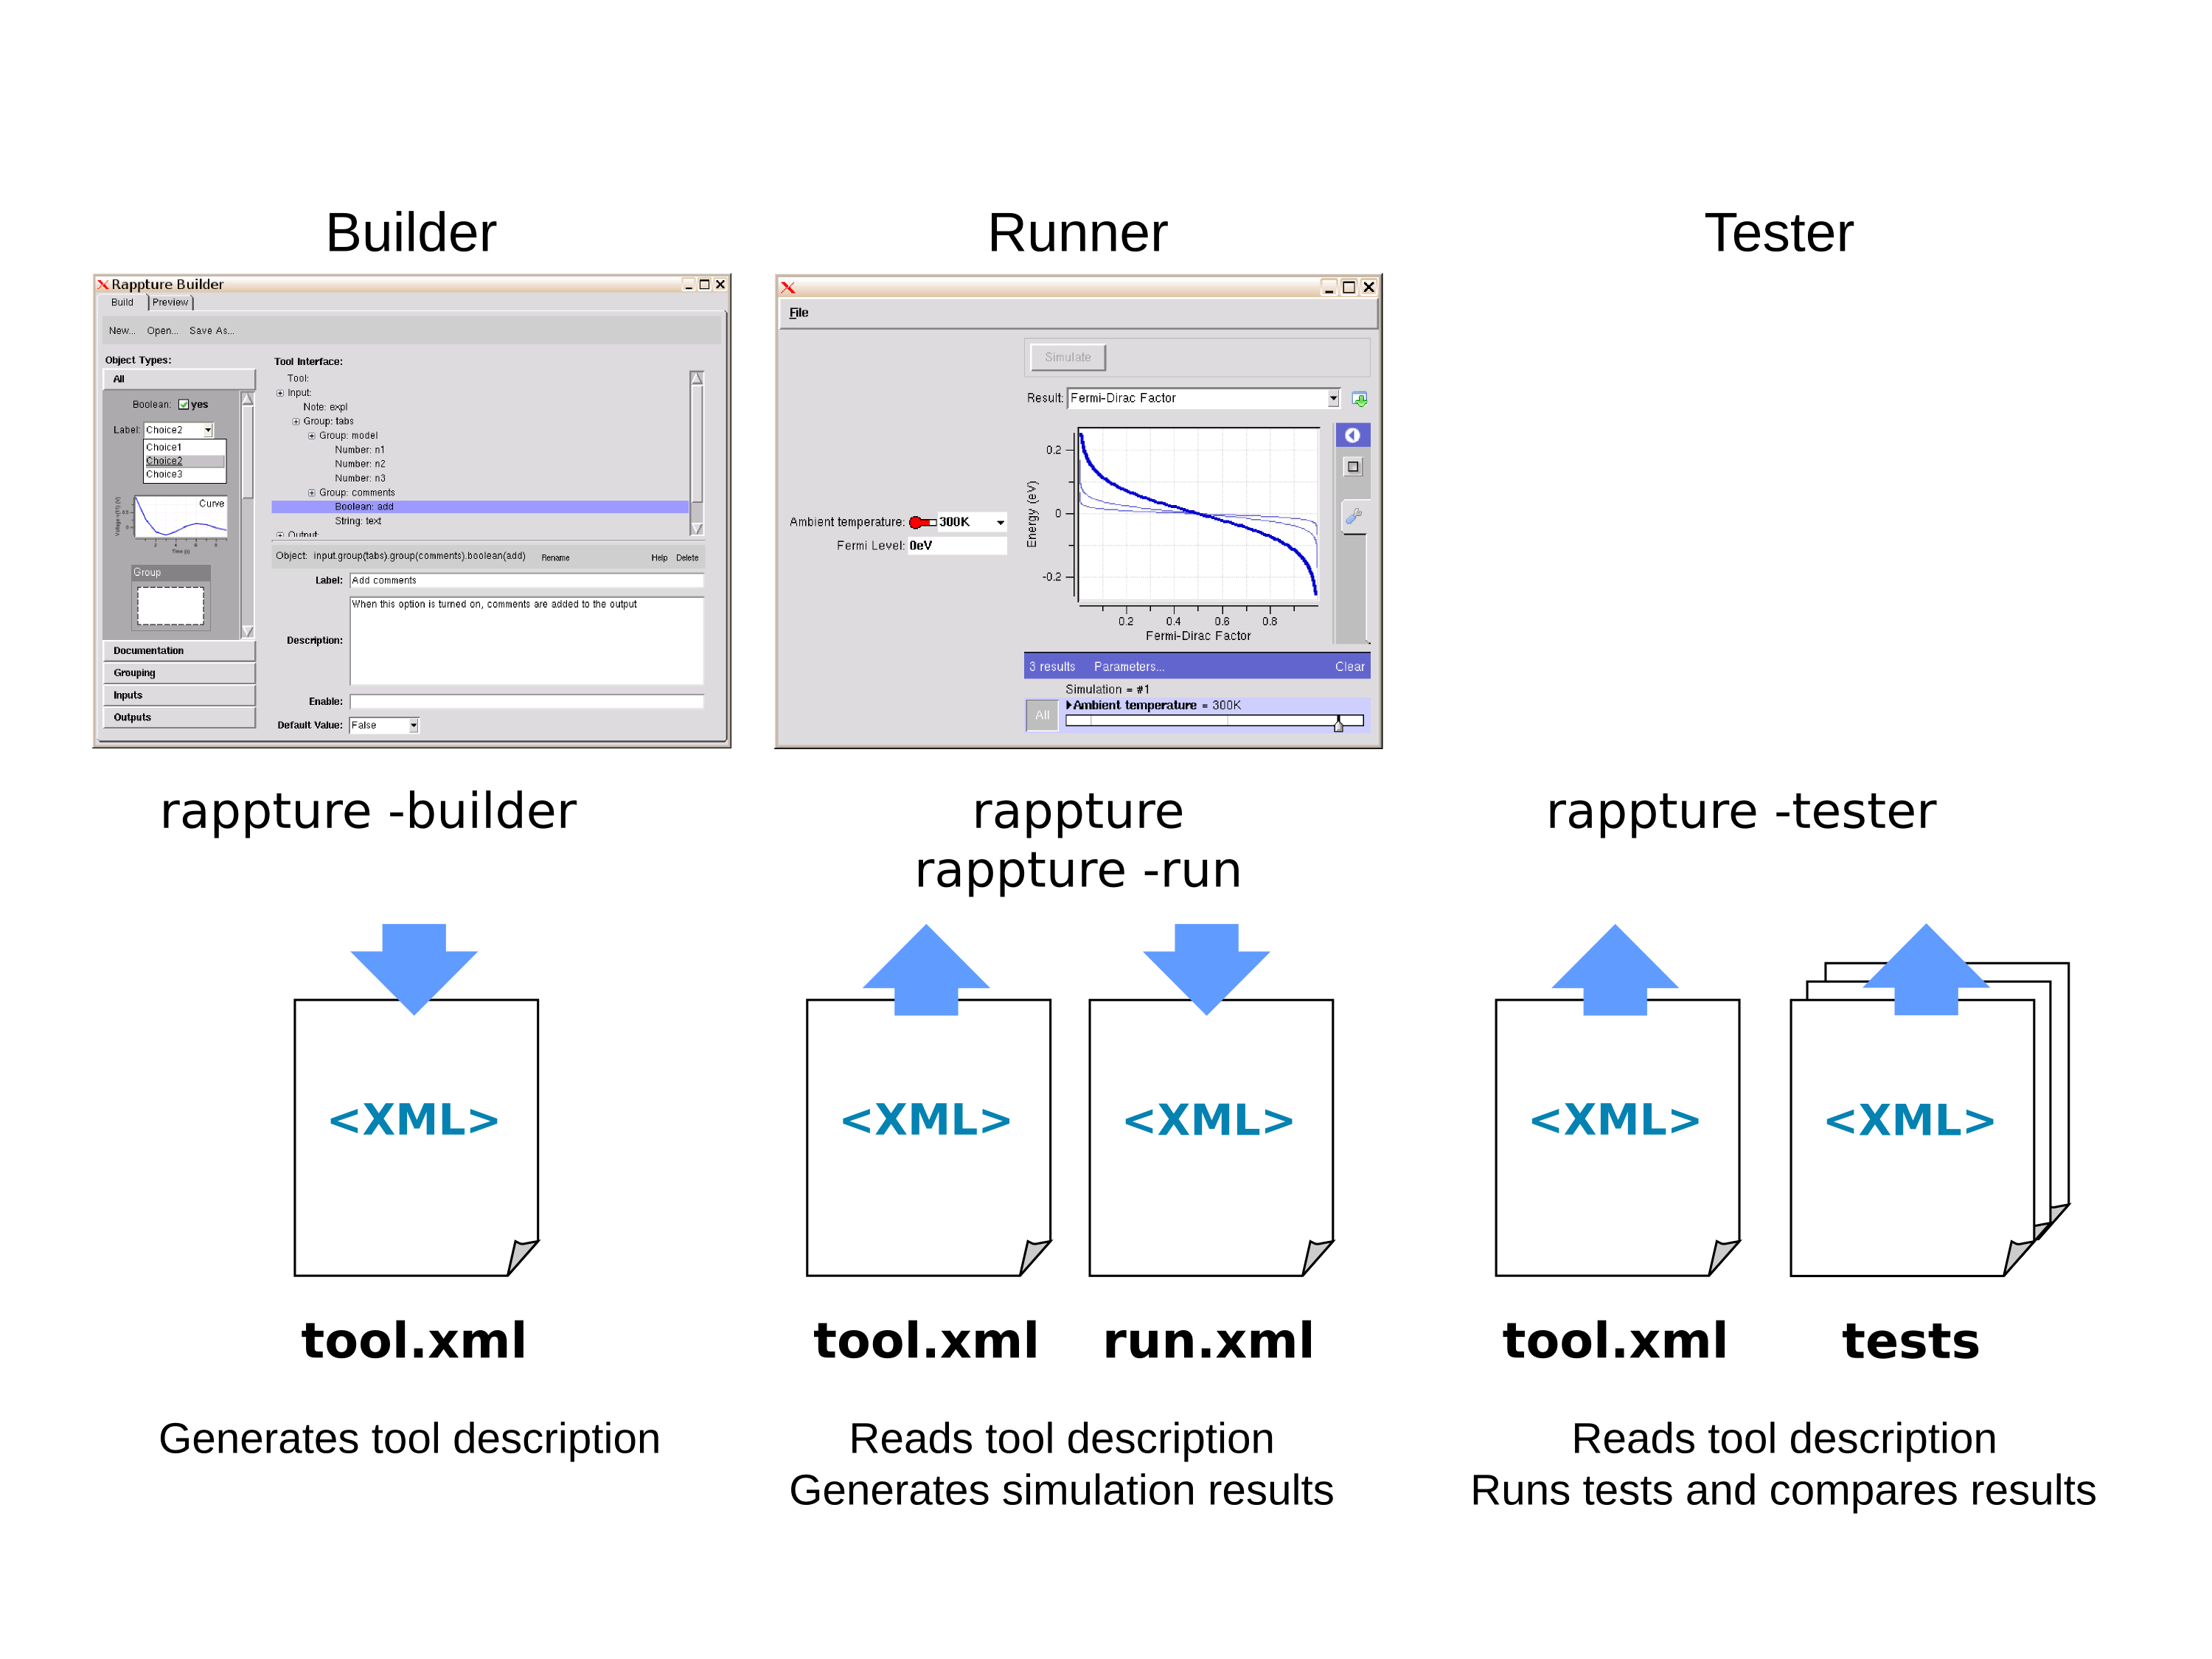 Builder
Runner
Tester
Rappture Builder
Build
Preview
New... Open... Save As...
Object Types:
All
Boolean: yes
Label: Choice2
Choice1
Choice2
Choice3
Curve
Time (s)
Group
Documentation
Grouping
Inputs
Outputs
Tool Interface:
Tool:
Input:
Note: expl
Group: tabs
Group: model
Number: n1
Number: n2
Number: n3
Group: comments
Boolean: add
String: text
Output:
Object: input.group(tabs).group(comments).boolean(add) Rename Help Delete
Label: Add comments
When this option is turned on, comments are added to the output
Description:
Enable:
Default Value: False
File
Simulate
Result: Fermi-Dirac Factor
Ambient temperature: 300K
Fermi Level: 0eV
Energy (eV)
0.2
0
-0.2
0.2 0.4 0.6 0.8
Fermi-Dirac Factor
3 results Parameters... Clear
Simulation = #1
All
Ambient temperature = 300K
rappture -builder
rappture
rappture -run
rappture -tester
<XML>
<XML>
<XML>
<XML>
<XML>
tool.xml
tool.xml
run.xml
tool.xml
tests
Generates tool description
Reads tool description
Generates simulation results
Reads tool description
Runs tests and compares results